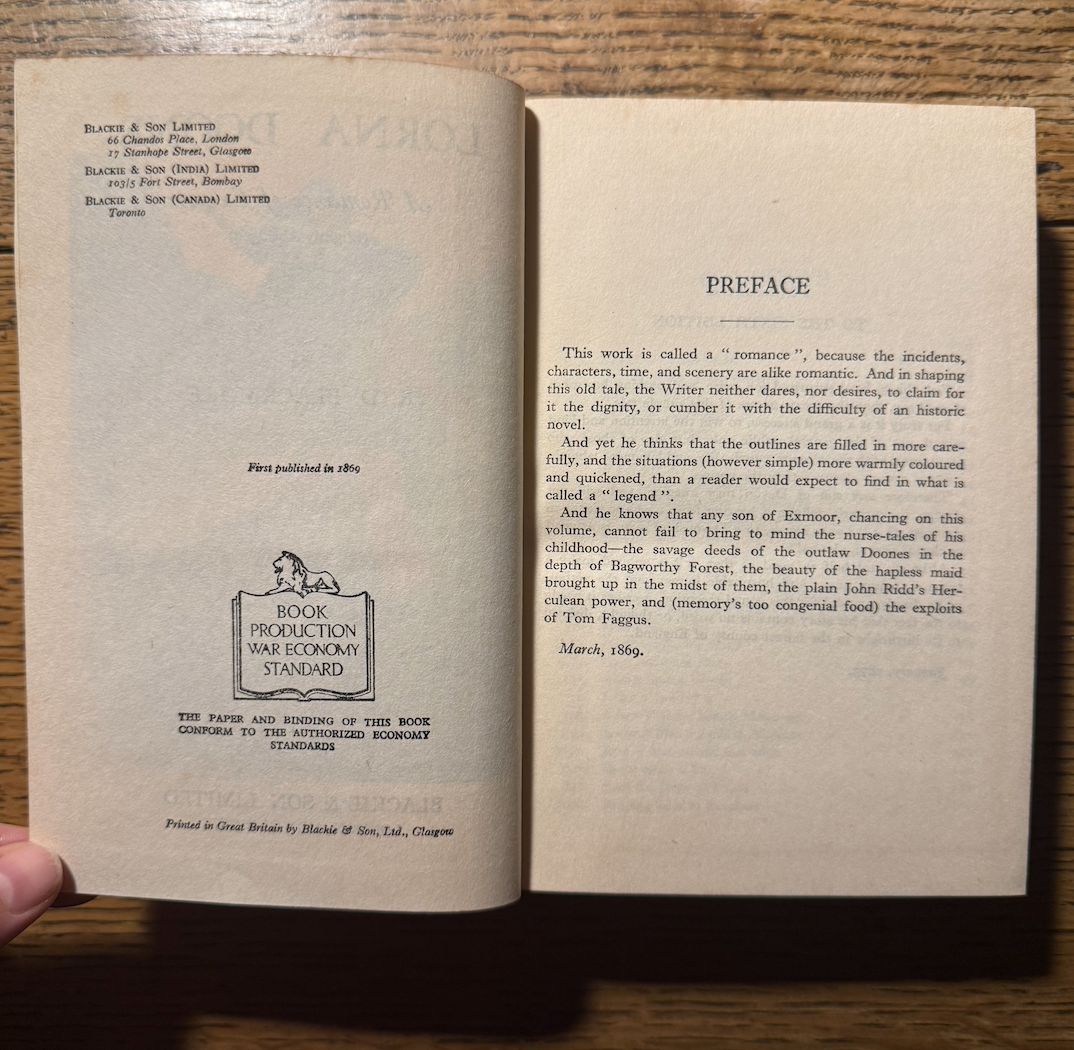 BLACKIE & SON LIMITED
66 Chandos Place, London
17 Stanhope Street, Glasgow
BLACKIE & SON (INDIA) LIMITED
103/5 Fort Street, Bombay
BLACKIE & SON (CANADA) LIMITED
Toronto
First published in 1869
BOOK
PRODUCTION
WAR ECONOMY
STANDARD
THE PAPER AND BINDING OF THIS BOOK
CONFORM TO THE AUTHORIZED ECONOMY
STANDARDS
Printed in Great Britain by Blackie & Son, Ltd., Glasgow
PREFACE
This work is called a “ romance ”, because the incidents,
characters, time, and scenery are alike romantic. And in shaping
this old tale, the Writer neither dares, nor desires, to claim for
it the dignity, or cumber it with the difficulty of an historic
novel.
And yet he thinks that the outlines are filled in more care-
fully, and the situations (however simple) more warmly coloured
and quickened, than a reader would expect to find in what is
called a “ legend ”.
And he knows that any son of Exmoor, chancing on this
volume, cannot fail to bring to mind the nurse-tales of his
childhood—the savage deeds of the outlaw Doones in the
depth of Bagworthy Forest, the beauty of the hapless maid
brought up in the midst of them, the plain John Ridd’s Her-
culean power, and (memory’s too congenial food) the exploits
of Tom Faggus.
March, 1869.